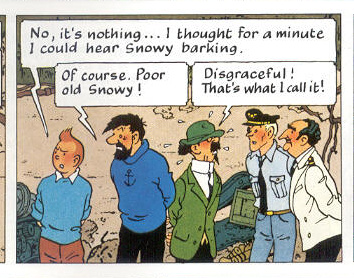 No, it's nothing... I thought for a minute
I could hear Snowy barking.
Of course. Poor
old Snowy!
Disgraceful!
That's what I call it!